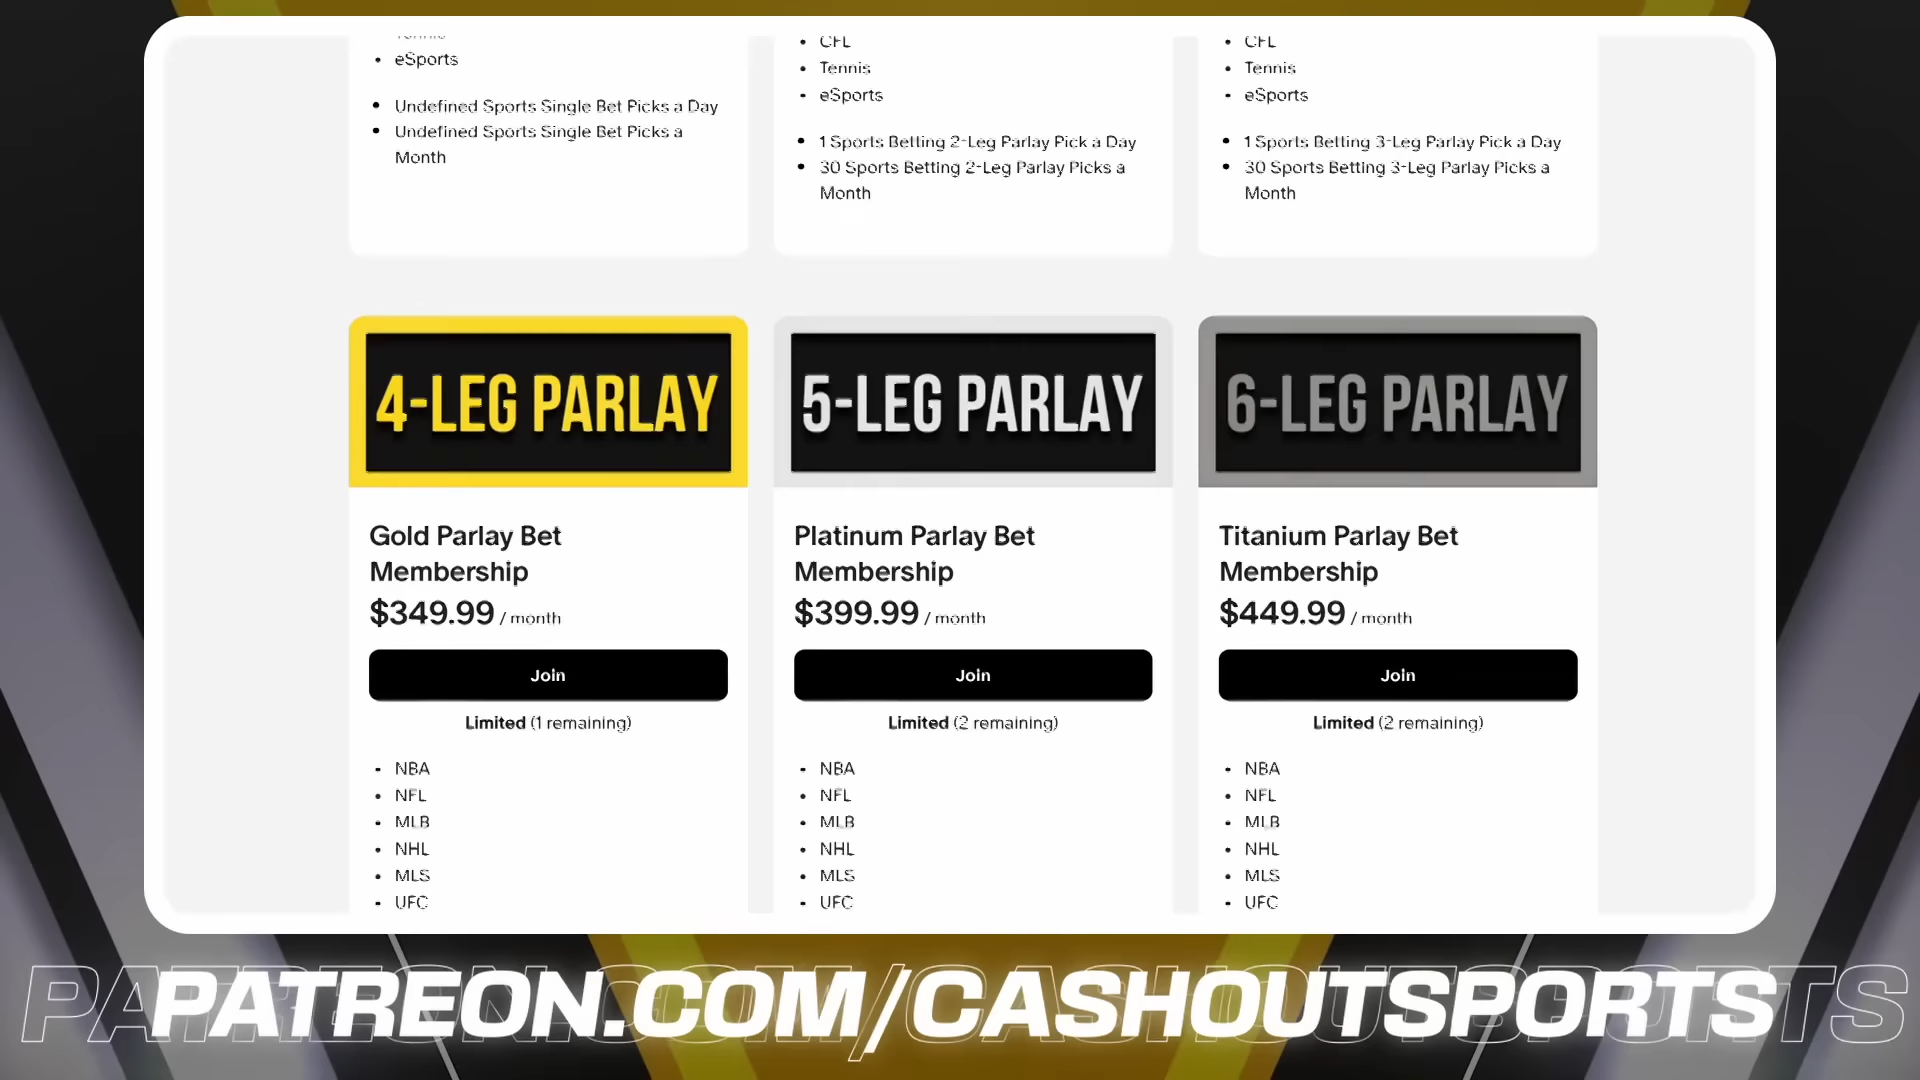 eSports
Undefined Sports Single Bet Picks a Day
Undefined Sports Single Bet Picks a
Month
CFL
Tennis
eSports
1 Sports Betting 2-Leg Parlay Pick a Day
30 Sports Betting 2-Leg Parlay Picks a
Month
CFL
Tennis
eSports
1 Sports Betting 3-Leg Parlay Pick a Day
30 Sports Betting 3-Leg Parlay Picks a
Month
4-LEG PARLAY
Gold Parlay Bet
Membership
$349.99 / month
Join
Limited (1 remaining)
NBA
NFL
MLB
NHL
MLS
UFC
5-LEG PARLAY
Platinum Parlay Bet
Membership
$399.99 / month
Join
Limited (2 remaining)
NBA
NFL
MLB
NHL
MLS
UFC
6-LEG PARLAY
Titanium Parlay Bet
Membership
$449.99 / month
Join
Limited (2 remaining)
NBA
NFL
MLB
NHL
MLS
UFC
PATREON.COM/CASHOUTSPORTS